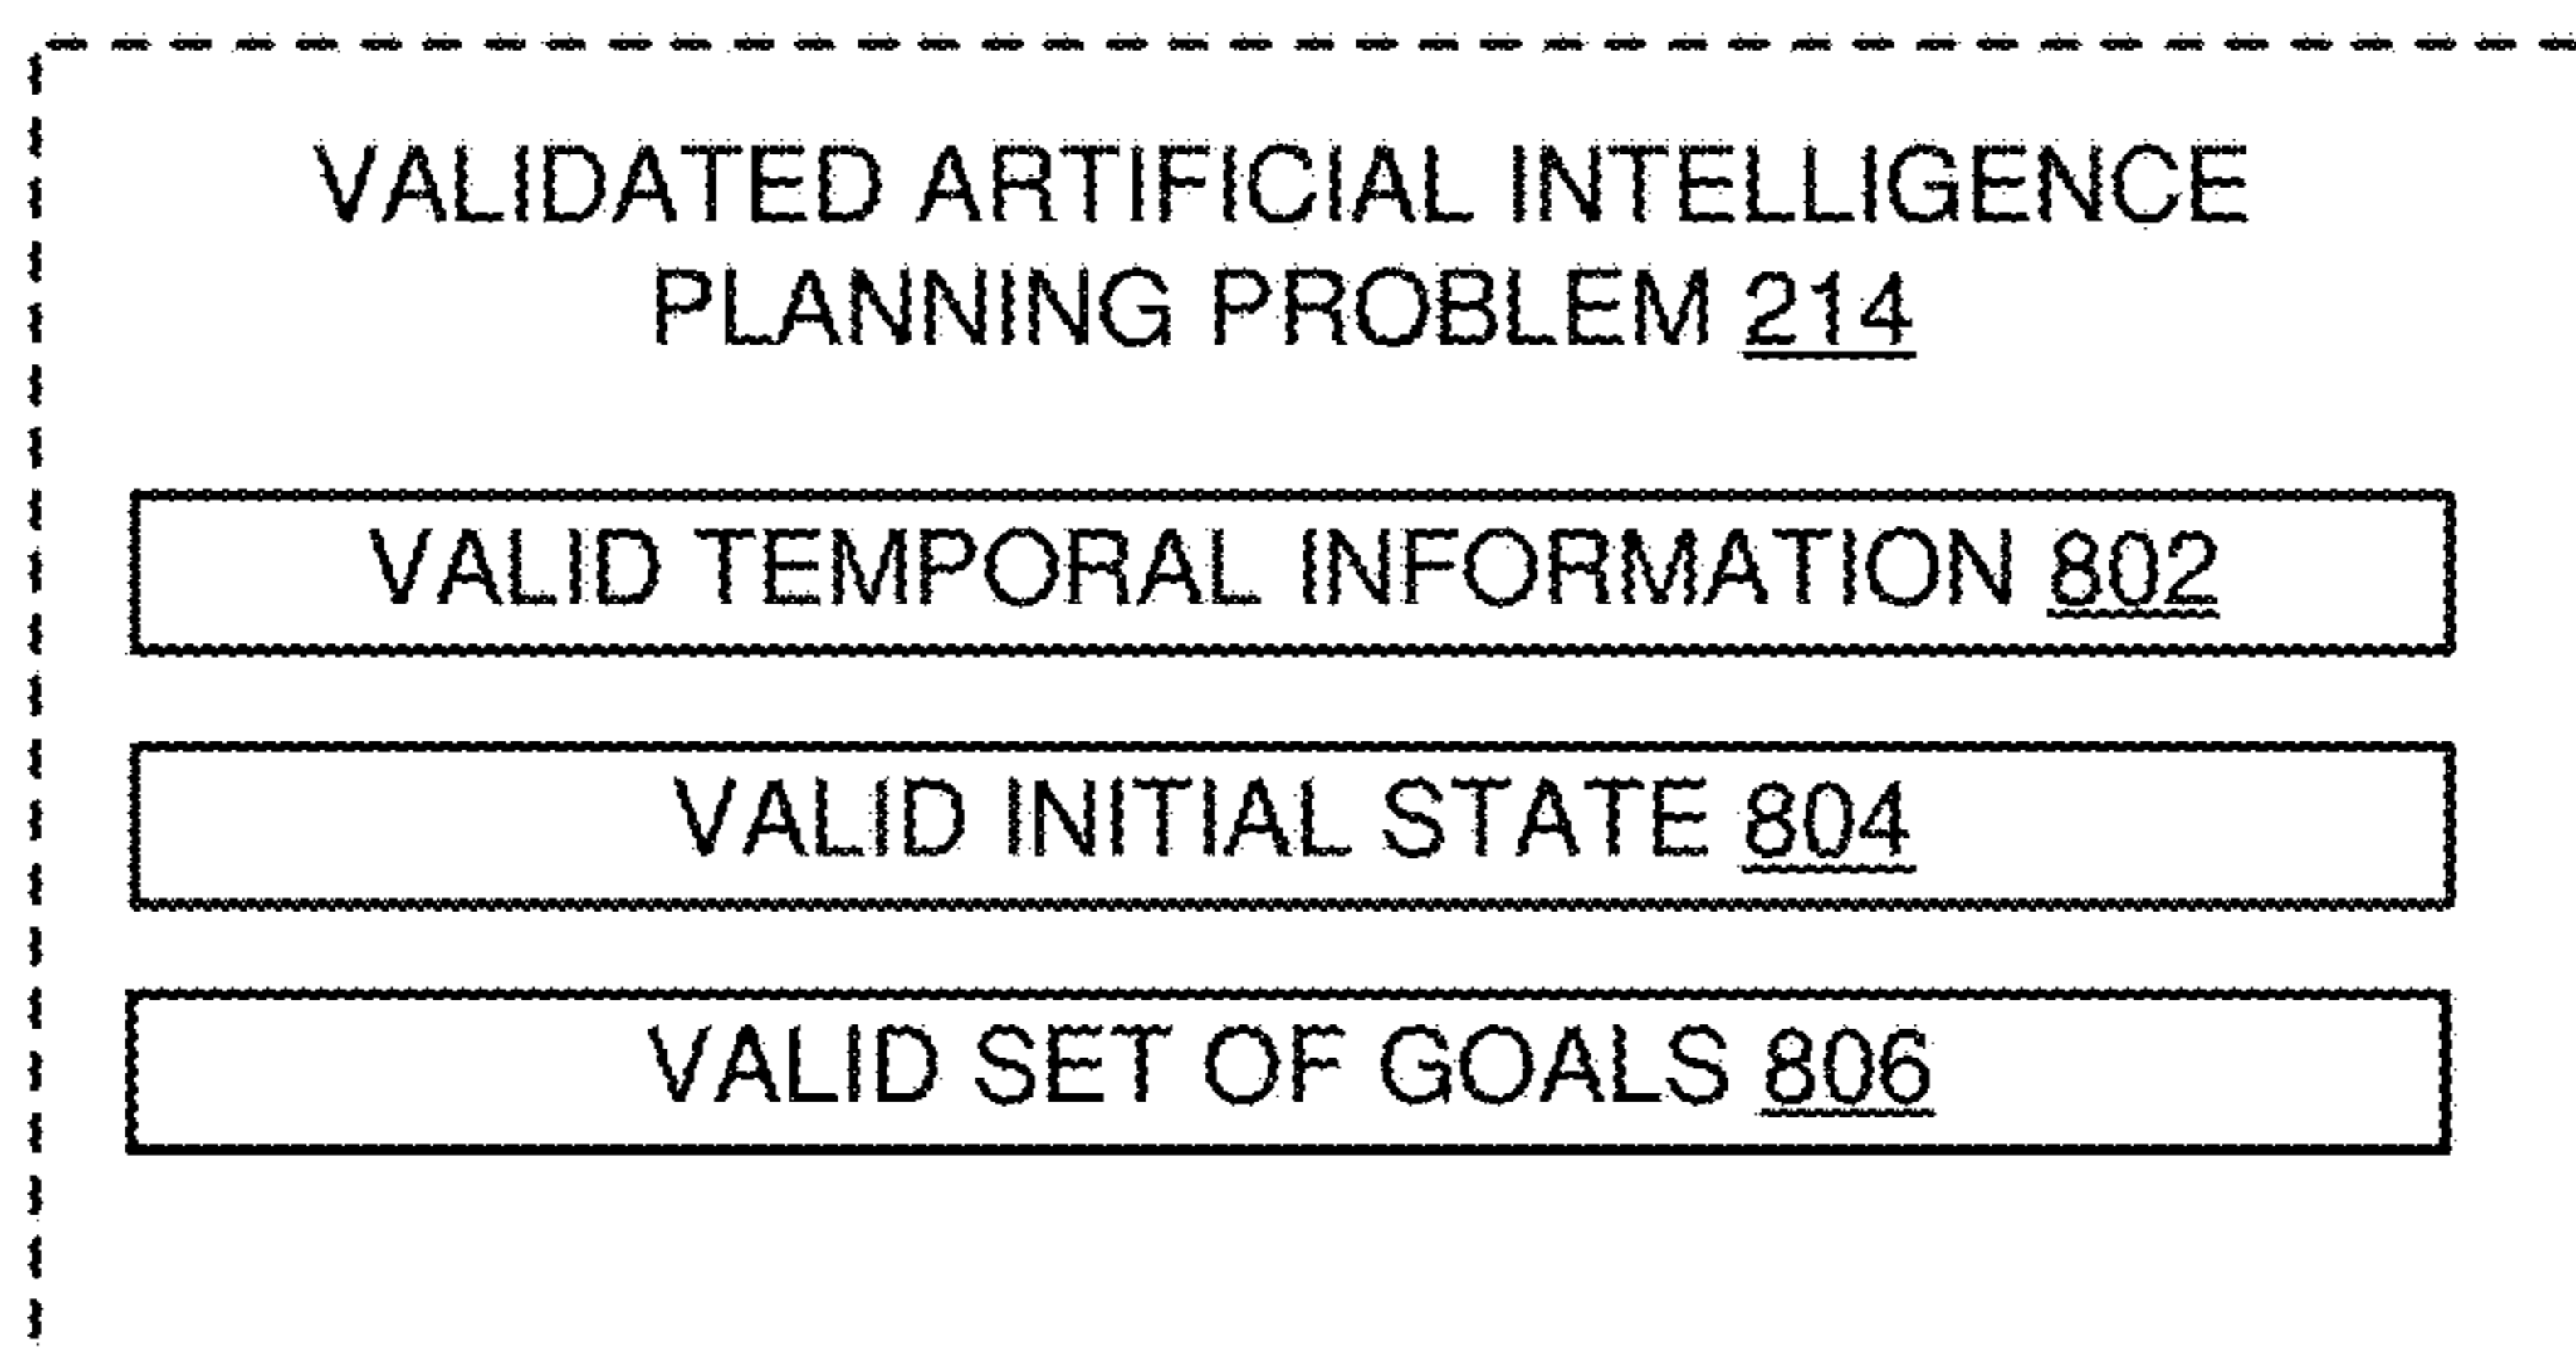 VALIDATED ARTIFICIAL INTELLIGENCE
PLANNING PROBLEM 214
VALID TEMPORAL INFORMATION 802
VALID INITIAL STATE 804
VALID SET OF GOALS 806